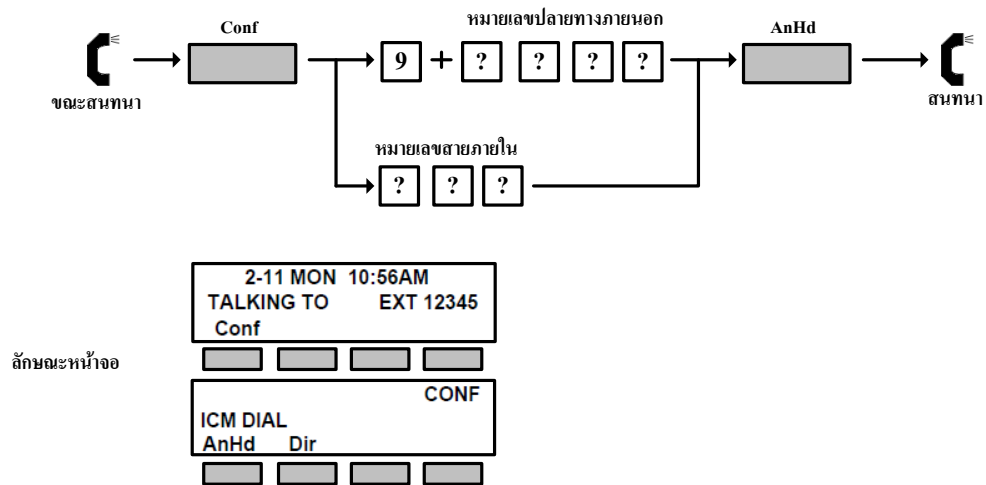 หมายเลขปลายทางภายนอก
Conf
AnHd
9 + ? ? ? ?
ขณะสนทนา
สนทนา
หมายเลขสายภายใน
? ? ?
2-11 MON 10:56AM
TALKING TO EXT 12345
Conf
ลักษณะหน้าจอ
CONF
ICM DIAL
AnHd Dir